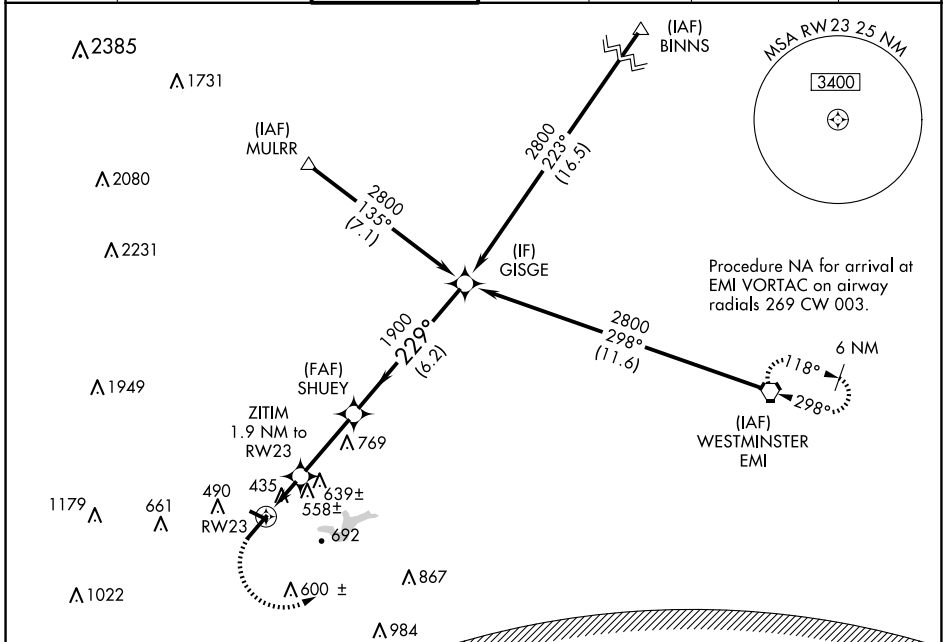 2385
1731
(IAF)
BINNS
MSA RW23 25 NM
3400
(IAF)
MULRR
2800
223°
(16.5)
2080
2800
135°
(7.1)
2231
(IF)
GISGE
Procedure NA for arrival at
EMI VORTAC on airway
radials 269 CW 003.
1900
229°
(6.2)
2800
298°
(11.6)
6 NM
118°
298°
(IAF)
WESTMINSTER
EMI
(FAF)
SHUEY
1949
ZITIM
1.9 NM to
RW23
769
435
639±
558±
490
1179
661
RW23
692
1022
600 ±
867
984